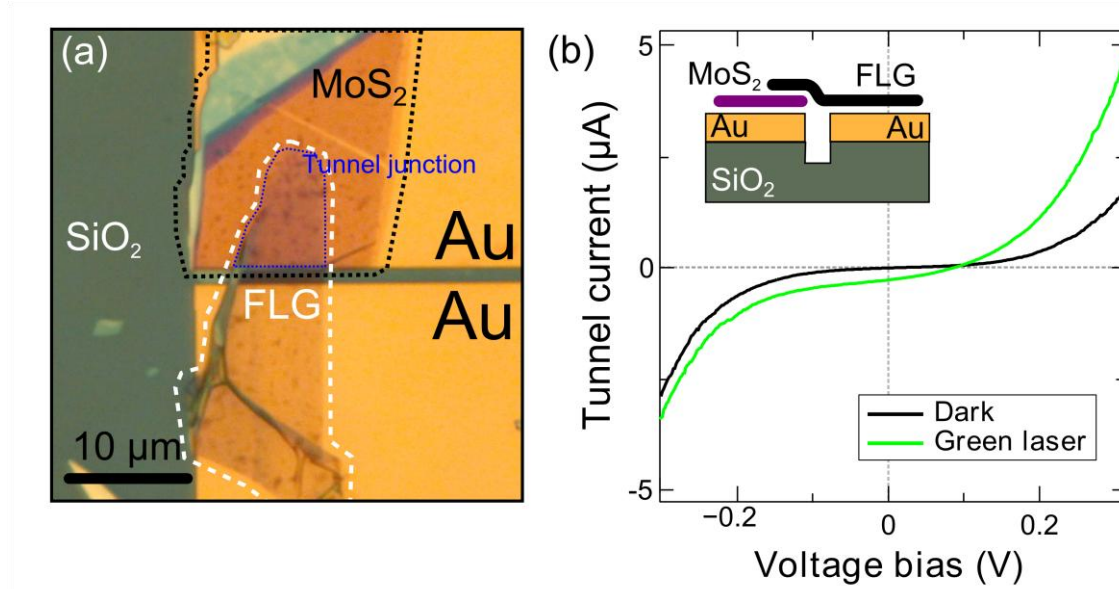 (a)
MoS₂
Tunnel junction
SiO₂
Au
FLG
Au
10 µm
(b)
Tunnel current (µA)
5
0
-5
−0.2
0
0.2
Voltage bias (V)
MoS₂
FLG
Au
Au
SiO₂
Dark
Green laser